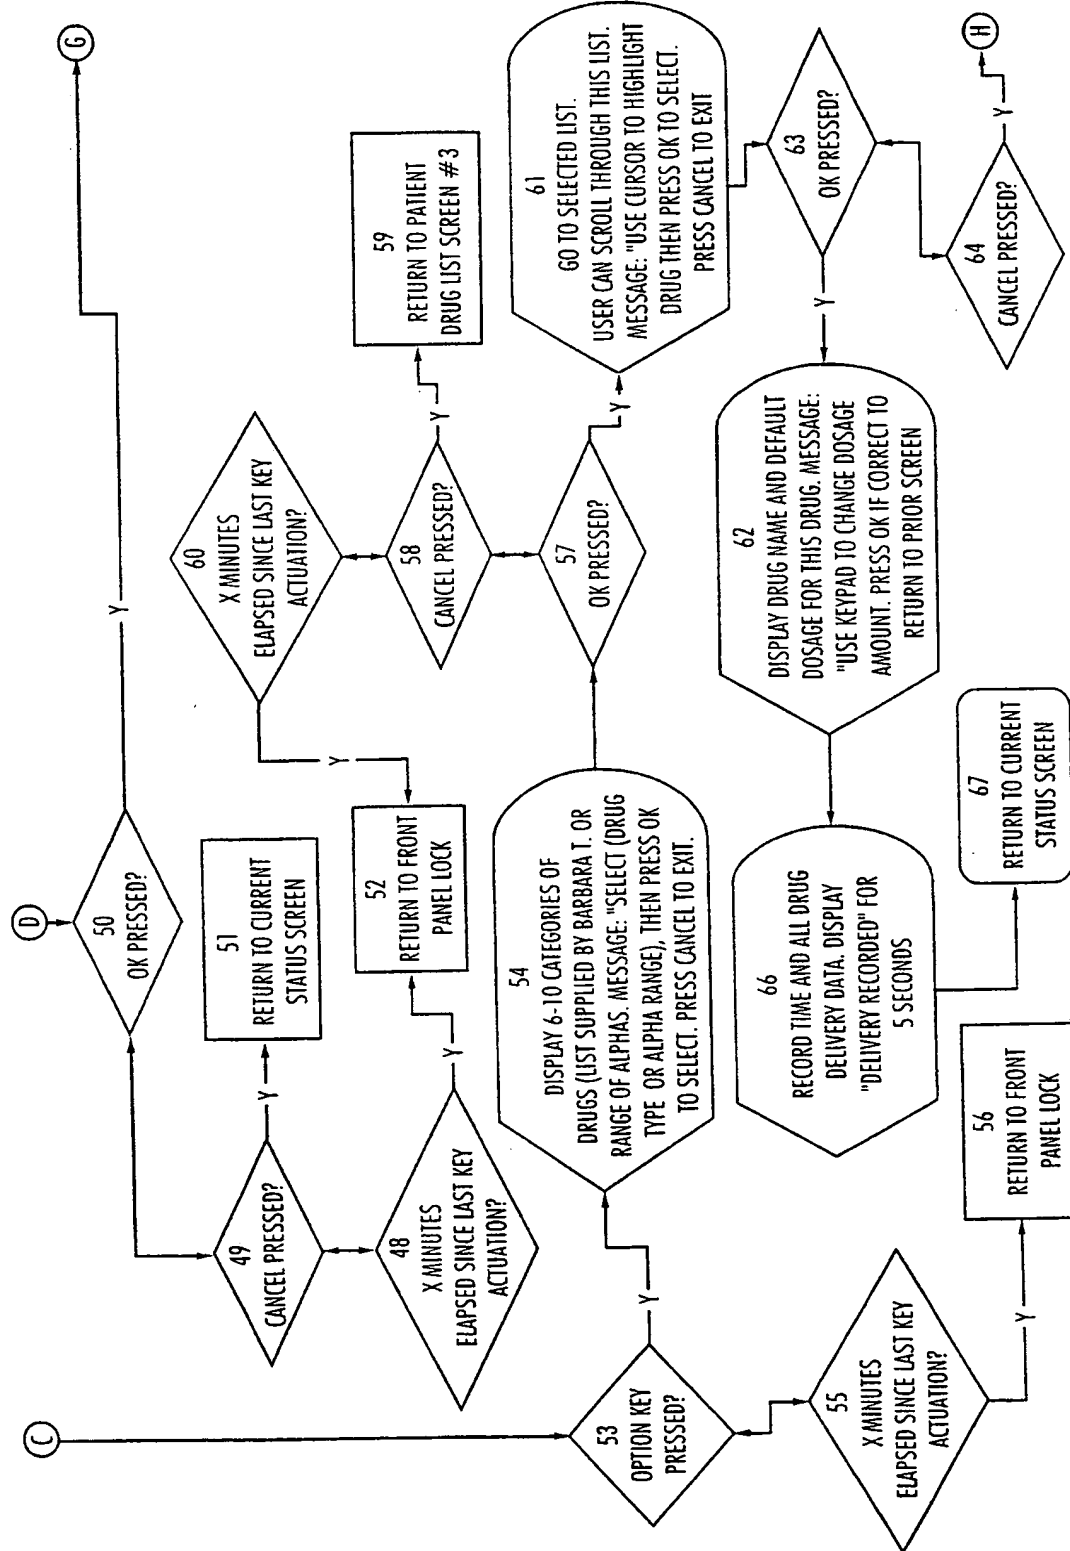 D
50
OK PRESSED?
Y
G
49
CANCEL PRESSED?
Y
51
RETURN TO CURRENT
STATUS SCREEN
48
X MINUTES
ELAPSED SINCE LAST KEY
ACTUATION?
Y
52
RETURN TO FRONT
PANEL LOCK
Y
60
X MINUTES
ELAPSED SINCE LAST KEY
ACTUATION?
58
CANCEL PRESSED?
Y
59
RETURN TO PATIENT
DRUG LIST SCREEN #3
C
53
OPTION KEY
PRESSED?
Y
54
DISPLAY 6-10 CATEGORIES OF
DRUGS (LIST SUPPLIED BY BARBARA T. OR
RANGE OF ALPHAS. MESSAGE: "SELECT (DRUG
TYPE OR ALPHA RANGE), THEN PRESS OK
TO SELECT. PRESS CANCEL TO EXIT.
57
OK PRESSED?
Y
61
GO TO SELECTED LIST.
USER CAN SCROLL THROUGH THIS LIST.
MESSAGE: "USE CURSOR TO HIGHLIGHT
DRUG THEN PRESS OK TO SELECT.
PRESS CANCEL TO EXIT
55
X MINUTES
ELAPSED SINCE LAST KEY
ACTUATION?
Y
56
RETURN TO FRONT
PANEL LOCK
63
OK PRESSED?
Y
62
DISPLAY DRUG NAME AND DEFAULT
DOSAGE FOR THIS DRUG. MESSAGE:
"USE KEYPAD TO CHANGE DOSAGE
AMOUNT. PRESS OK IF CORRECT TO
RETURN TO PRIOR SCREEN
64
CANCEL PRESSED?
Y
H
66
RECORD TIME AND ALL DRUG
DELIVERY DATA. DISPLAY
"DELIVERY RECORDED" FOR
5 SECONDS
67
RETURN TO CURRENT
STATUS SCREEN